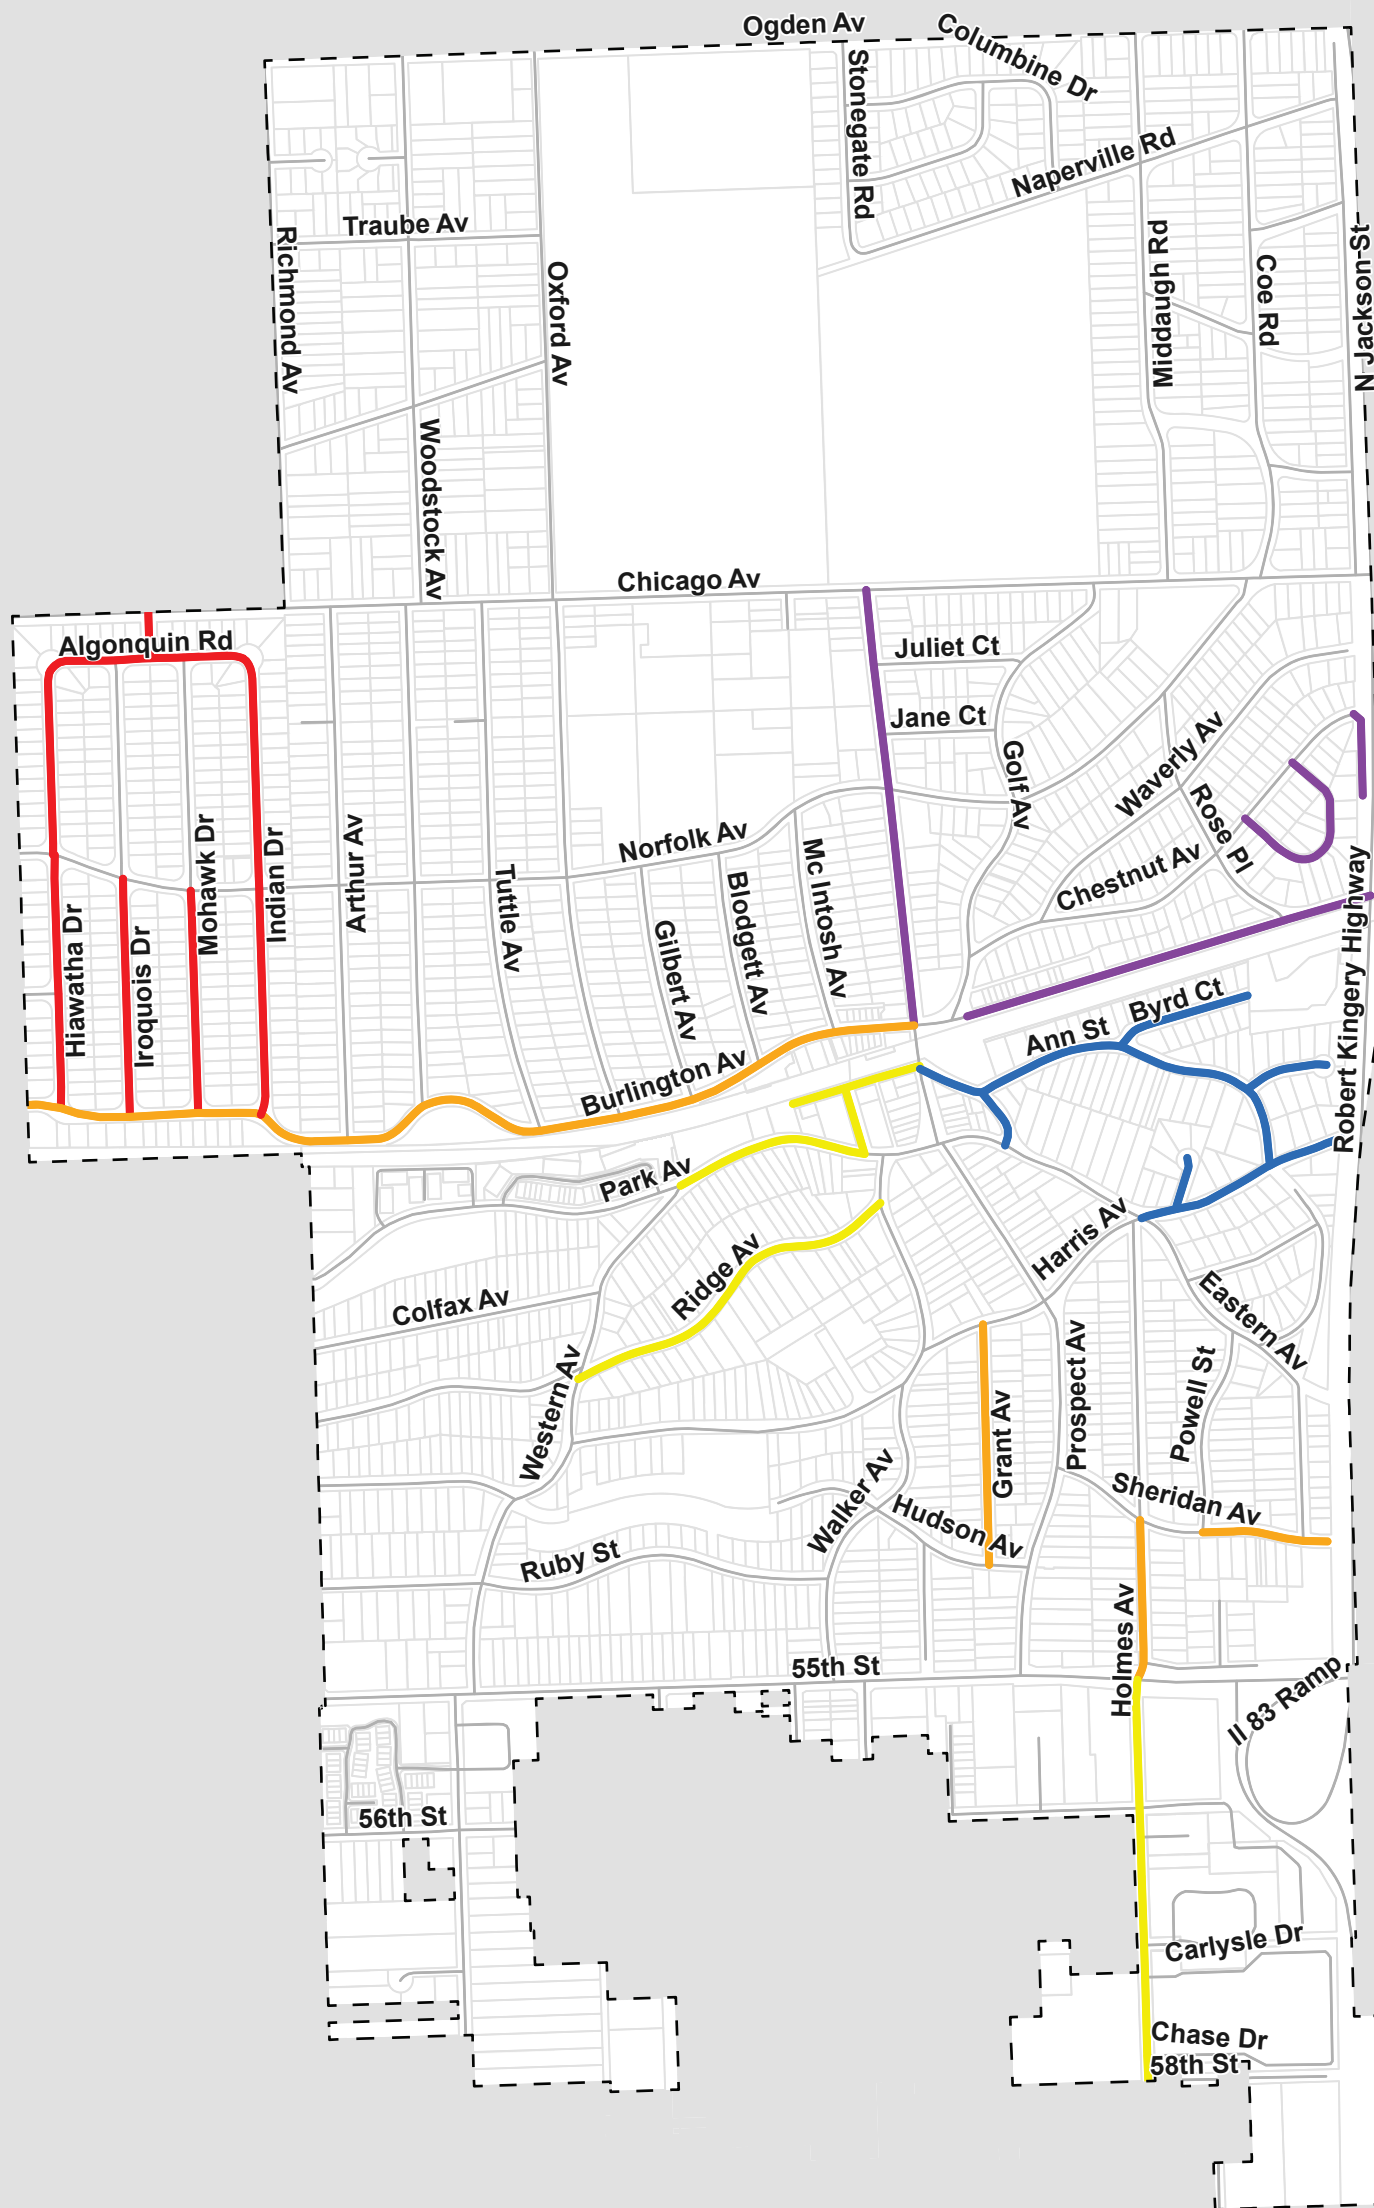 Ogden Av
Columbine Dr
Stonegate Rd
Naperville Rd
Traube Av
Richmond Av
Oxford Av
Middaugh Rd
Coe Rd
N Jackson St
Woodstock Av
Chicago Av
Algonquin Rd
Juliet Ct
Jane Ct
Golf Av
Waverly Av
Rose Pl
Chestnut Av
Norfolk Av
Mc Intosh Av
Blodgett Av
Gilbert Av
Tuttle Av
Arthur Av
Indian Dr
Mohawk Dr
Iroquois Dr
Hiawatha Dr
Robert Kingery Highway
Byrd Ct
Ann St
Burlington Av
Park Av
Harris Av
Ridge Av
Colfax Av
Eastern Av
Western Av
Powell St
Prospect Av
Grant Av
Walker Av
Sheridan Av
Hudson Av
Ruby St
Holmes Av
55th St
Il 83 Ramp
56th St
Carlysle Dr
Chase Dr
58th St